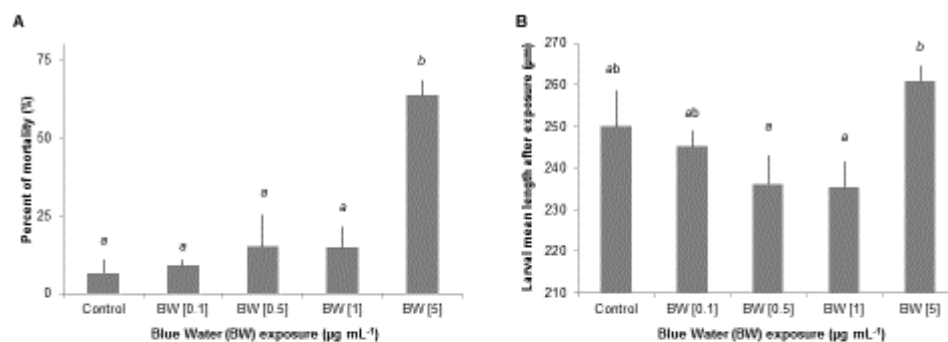 A
Percent of mortality (%)
75
50
25
0
a
a
a
a
b
Control BW [0.1] BW [0.5] BW [1] BW [5]
Blue Water (BW) exposure (µg mL⁻¹)
B
Larval mean length after exposure (µm)
270
260
250
240
230
220
210
ab
ab
a
a
b
Control BW [0.1] BW [0.5] BW [1] BW [5]
Blue Water (BW) exposure (µg mL⁻¹)